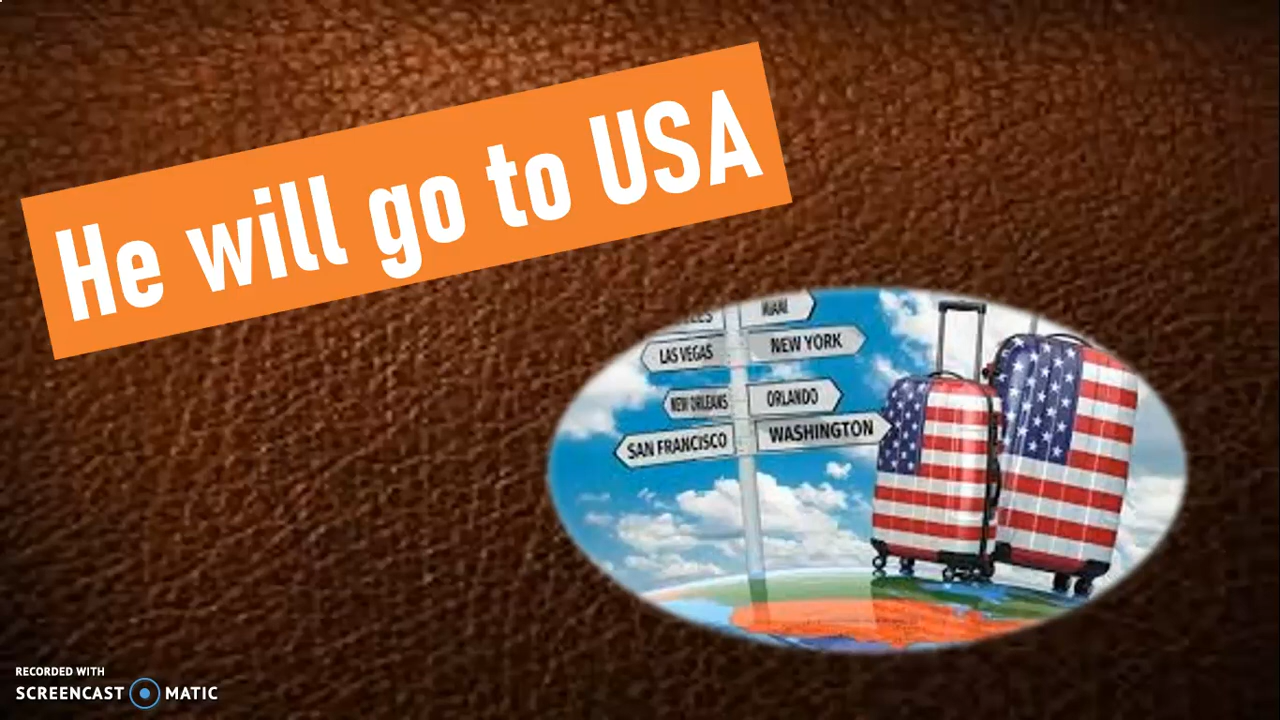 He will go to USA
MIAMI
LAS VEGAS
NEW YORK
NEW ORLEANS
ORLANDO
SAN FRANCISCO
WASHINGTON
RECORDED WITH
SCREENCAST MATIC